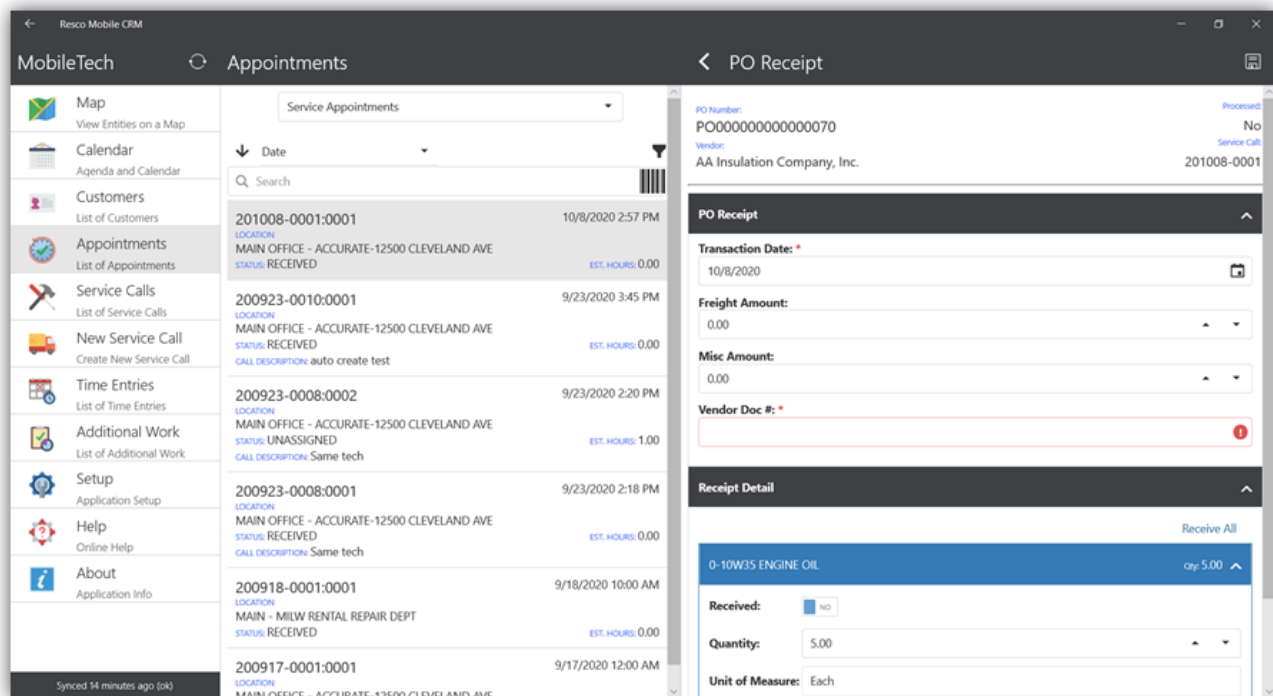 Resco Mobile CRM
MobileTech
Map
View Entities on a Map
Calendar
Agenda and Calendar
Customers
List of Customers
Appointments
List of Appointments
Service Calls
List of Service Calls
New Service Call
Create New Service Call
Time Entries
List of Time Entries
Additional Work
List of Additional Work
Setup
Application Setup
Help
Online Help
About
Application Info
Synced 14 minutes ago (ok)
Appointments
Service Appointments
Date
Search
201008-0001:0001 10/8/2020 2:57 PM
LOCATION
MAIN OFFICE - ACCURATE-12500 CLEVELAND AVE
STATUS: RECEIVED EST. HOURS: 0.00
200923-0010:0001 9/23/2020 3:45 PM
LOCATION
MAIN OFFICE - ACCURATE-12500 CLEVELAND AVE
STATUS: RECEIVED EST. HOURS: 0.00
CALL DESCRIPTION: auto create test
200923-0008:0002 9/23/2020 2:20 PM
LOCATION
MAIN OFFICE - ACCURATE-12500 CLEVELAND AVE
STATUS: UNASSIGNED EST. HOURS: 1.00
CALL DESCRIPTION: Same tech
200923-0008:0001 9/23/2020 2:18 PM
LOCATION
MAIN OFFICE - ACCURATE-12500 CLEVELAND AVE
STATUS: RECEIVED EST. HOURS: 0.00
CALL DESCRIPTION: Same tech
200918-0001:0001 9/18/2020 10:00 AM
LOCATION
MAIN - MILW RENTAL REPAIR DEPT
STATUS: RECEIVED EST. HOURS: 0.00
200917-0001:0001 9/17/2020 12:00 AM
LOCATION
MAIN OFFICE - ACCURATE-12500 CLEVELAND AVE
PO Receipt
PO Number: Processed:
PO000000000000070 No
Vendor: Service Call:
AA Insulation Company, Inc. 201008-0001
PO Receipt
Transaction Date: *
10/8/2020
Freight Amount:
0.00
Misc Amount:
0.00
Vendor Doc #: *
Receipt Detail
Receive All
0-10W35 ENGINE OIL Qty: 5.00
Received: NO
Quantity: 5.00
Unit of Measure: Each